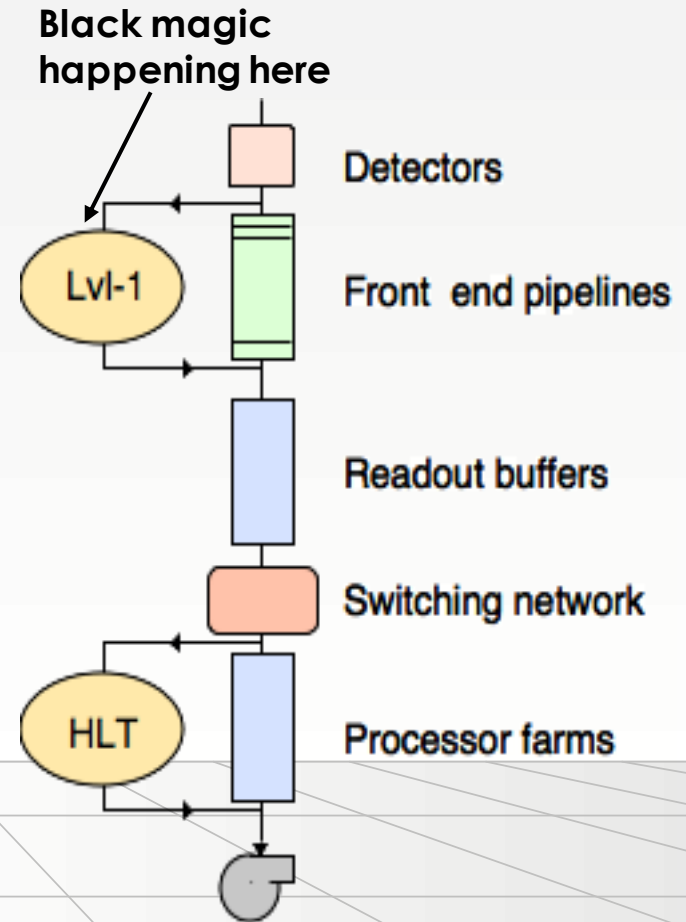 Black magic
happening here
Detectors
Lvl-1
Front end pipelines
Readout buffers
Switching network
HLT
Processor farms